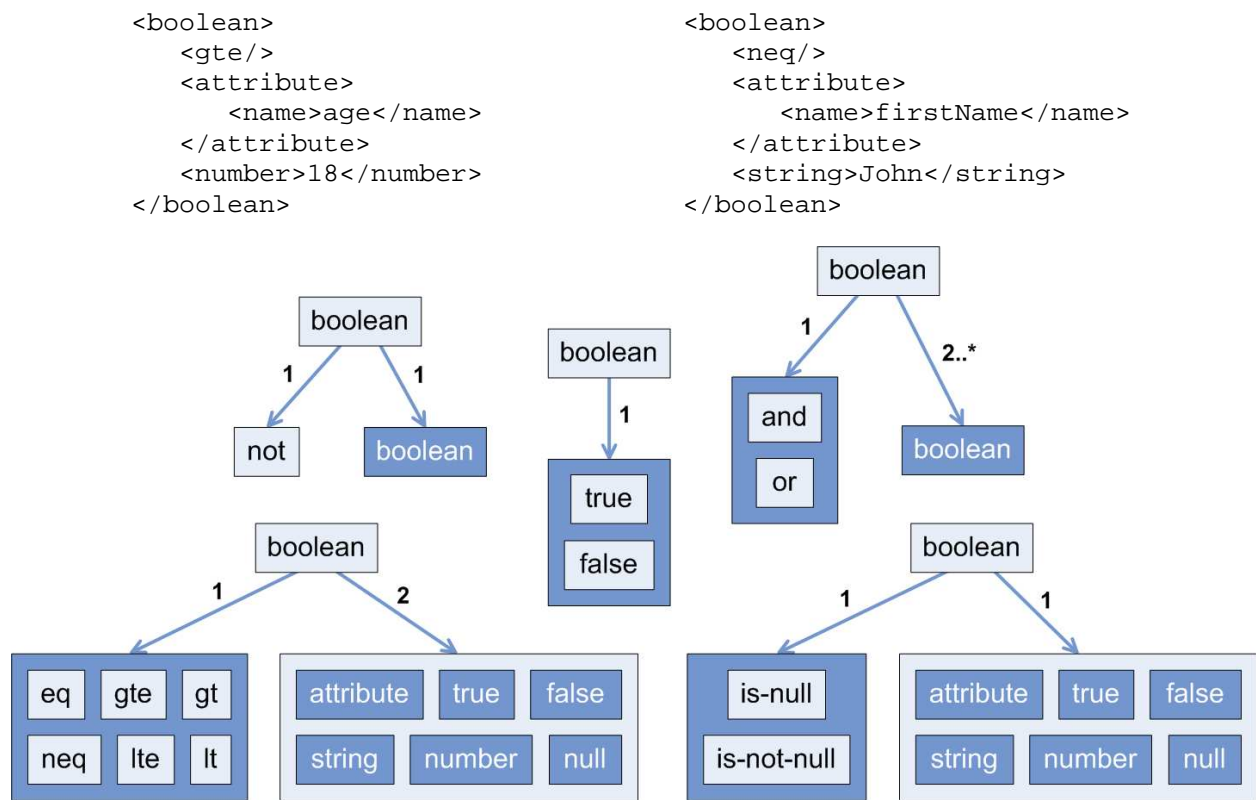 <boolean>
<gte/>
<attribute>
<name>age</name>
</attribute>
<number>18</number>
</boolean>
<boolean>
<neq/>
<attribute>
<name>firstName</name>
</attribute>
<string>John</string>
</boolean>
boolean
1 1
not boolean
boolean
1
true
false
boolean
1 2..*
and
or
boolean
boolean
1 2
eq gte gt
neq lte lt
attribute true false
string number null
boolean
1 1
is-null
is-not-null
attribute true false
string number null